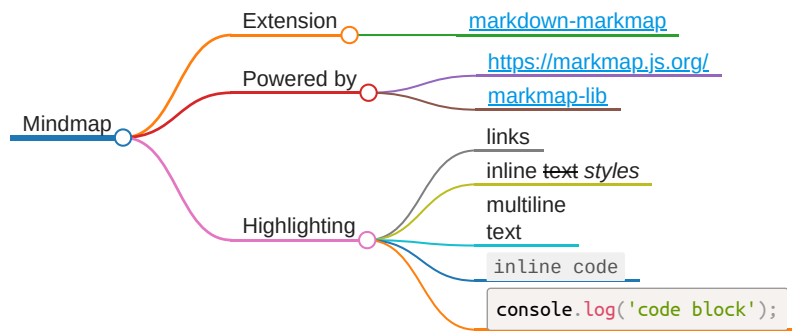 Mindmap
Extension
markdown-markmap
Powered by
https://markmap.js.org/
markmap-lib
Highlighting
links
inline text styles
multiline
text
inline code
console.log('code block');